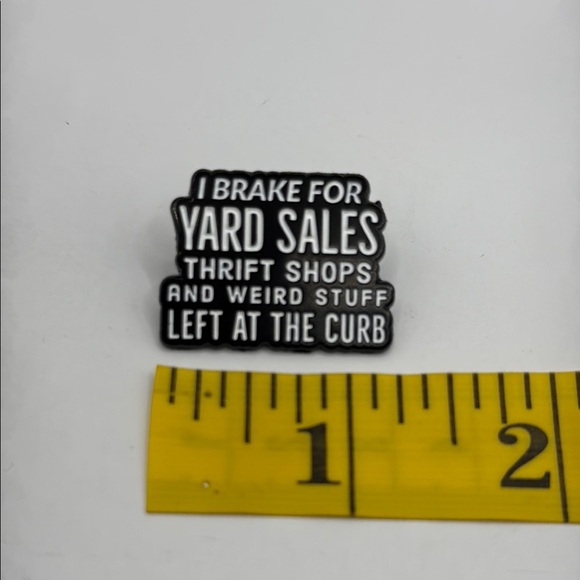 I BRAKE FOR
YARD SALES
THRIFT SHOPS
AND WEIRD STUFF
LEFT AT THE CURB
1 2